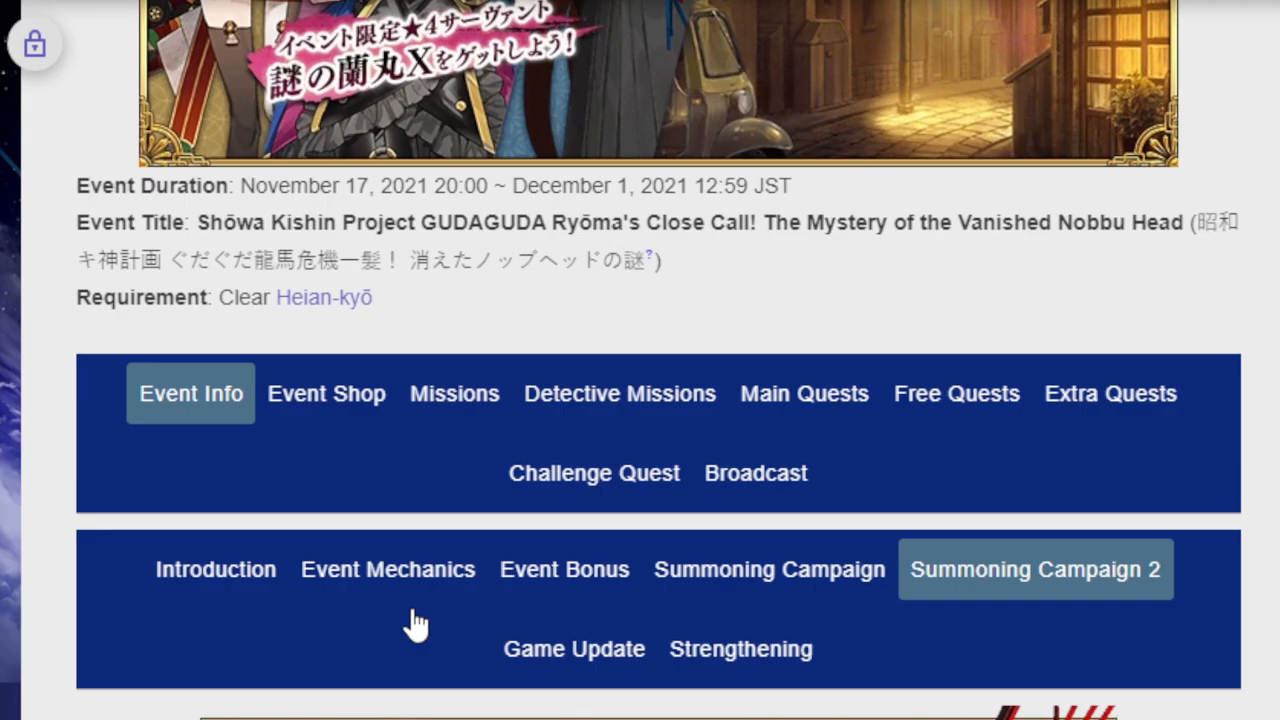 イベント限定★4サーヴァント
謎の蘭丸Xをゲットしよう!
Event Duration: November 17, 2021 20:00 ~ December 1, 2021 12:59 JST
Event Title: Shōwa Kishin Project GUDAGUDA Ryōma's Close Call! The Mystery of the Vanished Nobbu Head (昭和
キ神計画 ぐだぐだ龍馬危機一髪！ 消えたノッブヘッドの謎?)
Requirement: Clear Heian-kyō
Event Info Event Shop Missions Detective Missions Main Quests Free Quests Extra Quests
Challenge Quest Broadcast
Introduction Event Mechanics Event Bonus Summoning Campaign Summoning Campaign 2
Game Update Strengthening